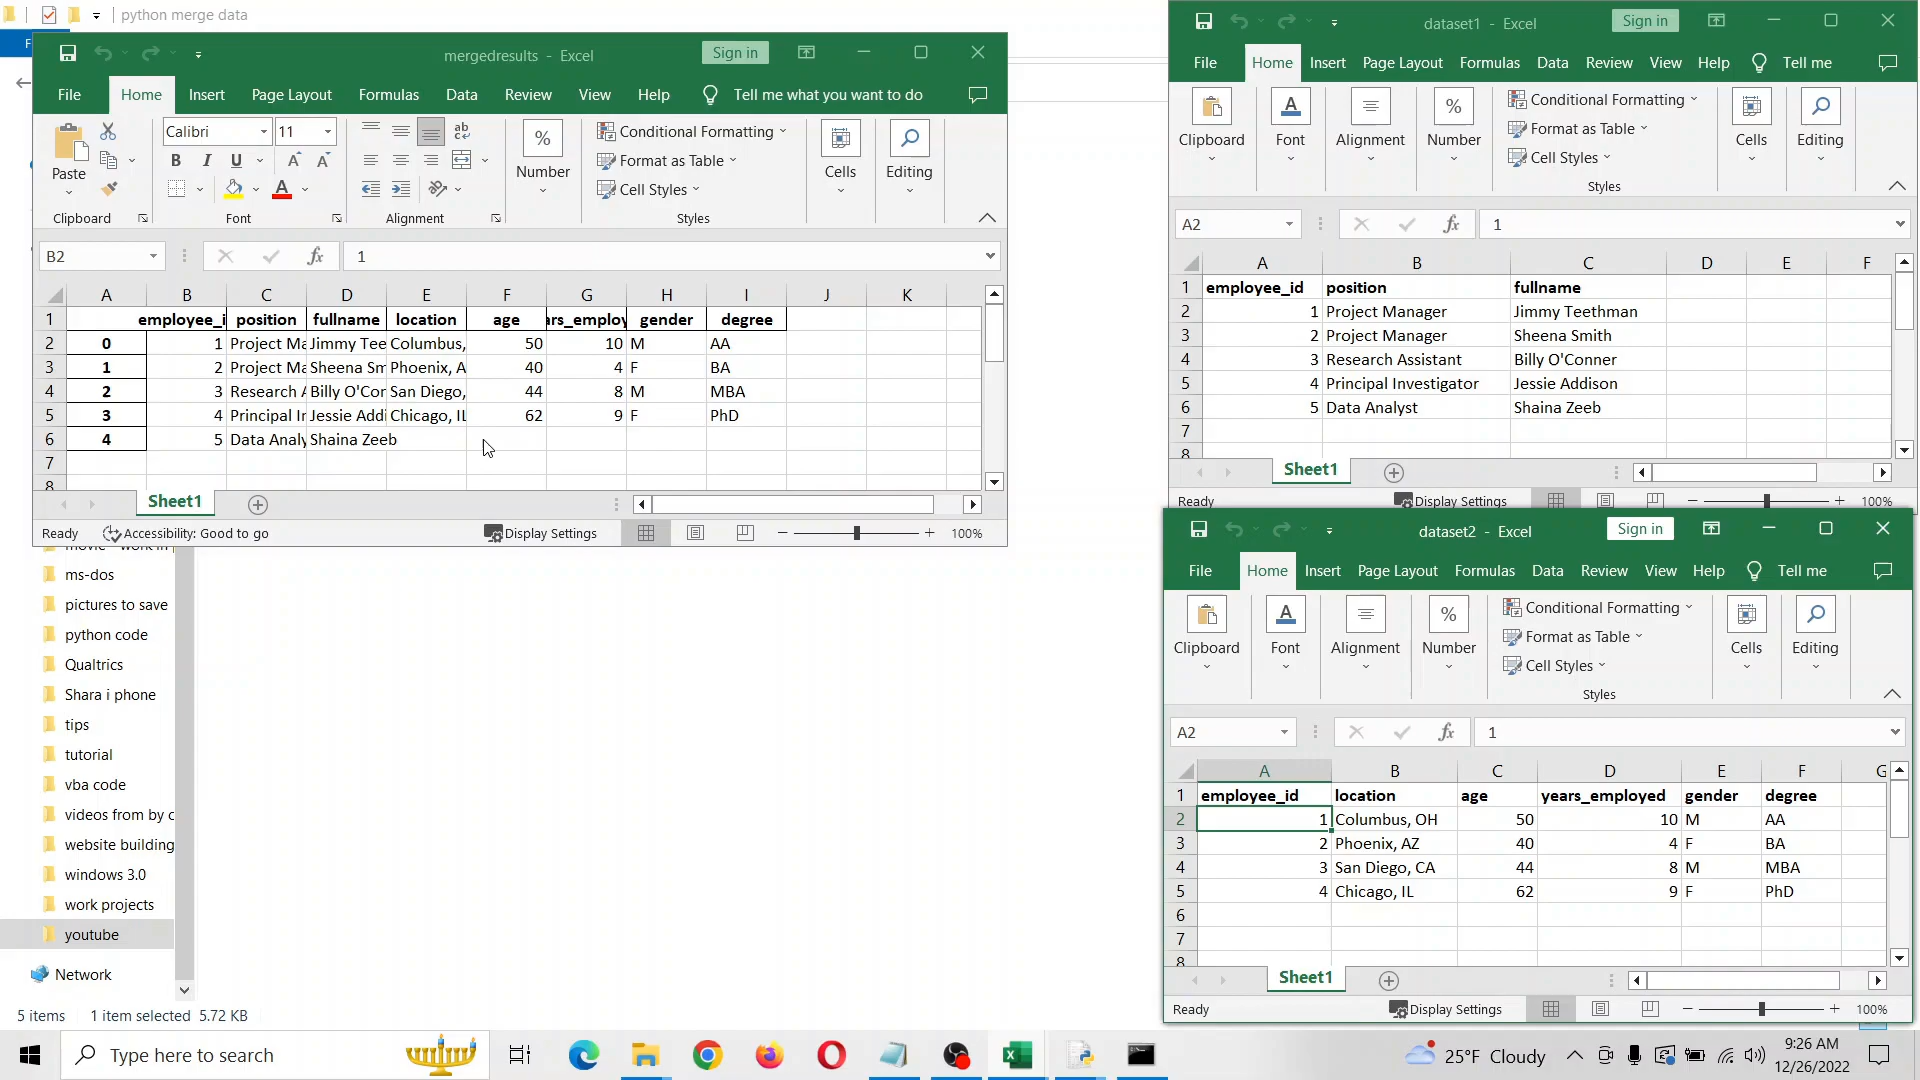 python merge data
F
mergedresults - Excel
Sign in
File Home Insert Page Layout Formulas Data Review View Help Tell me what you want to do
Paste
Calibri 11
B I U A A
ab
%
Number
Conditional Formatting
Format as Table
Cell Styles
Cells
Editing
Clipboard Font Alignment Styles
B2 fx 1
A B C D E F G H I J K
1 employee_i position fullname location age ars_employ gender degree
2 0 1 Project Ma Jimmy Tee Columbus, 50 10 M AA
3 1 2 Project Ma Sheena Sm Phoenix, A 40 4 F BA
4 2 3 Research A Billy O'Cor San Diego, 44 8 M MBA
5 3 4 Principal Ir Jessie Addi Chicago, IL 62 9 F PhD
6 4 5 Data Analy Shaina Zeeb
7
8
Sheet1
Ready Accessibility: Good to go Display Settings 100%
ms-dos
pictures to save
python code
Qualtrics
Shara i phone
tips
tutorial
vba code
videos from by c
website building
windows 3.0
work projects
youtube
Network
5 items 1 item selected 5.72 KB
dataset1 - Excel
Sign in
File Home Insert Page Layout Formulas Data Review View Help Tell me
Clipboard Font Alignment Number
A %
Conditional Formatting
Format as Table
Cell Styles
Cells
Editing
Styles
A2 fx 1
A B C D E F
1 employee_id position fullname
2 1 Project Manager Jimmy Teethman
3 2 Project Manager Sheena Smith
4 3 Research Assistant Billy O'Conner
5 4 Principal Investigator Jessie Addison
6 5 Data Analyst Shaina Zeeb
7
8
Sheet1
Ready Display Settings 100%
dataset2 - Excel
Sign in
File Home Insert Page Layout Formulas Data Review View Help Tell me
Clipboard Font Alignment Number
A %
Conditional Formatting
Format as Table
Cell Styles
Cells
Editing
Styles
A2 fx 1
A B C D E F G
1 employee_id location age years_employed gender degree
2 1 Columbus, OH 50 10 M AA
3 2 Phoenix, AZ 40 4 F BA
4 3 San Diego, CA 44 8 M MBA
5 4 Chicago, IL 62 9 F PhD
6
7
8
Sheet1
Ready Display Settings 100%
Type here to search
25°F Cloudy
9:26 AM
12/26/2022